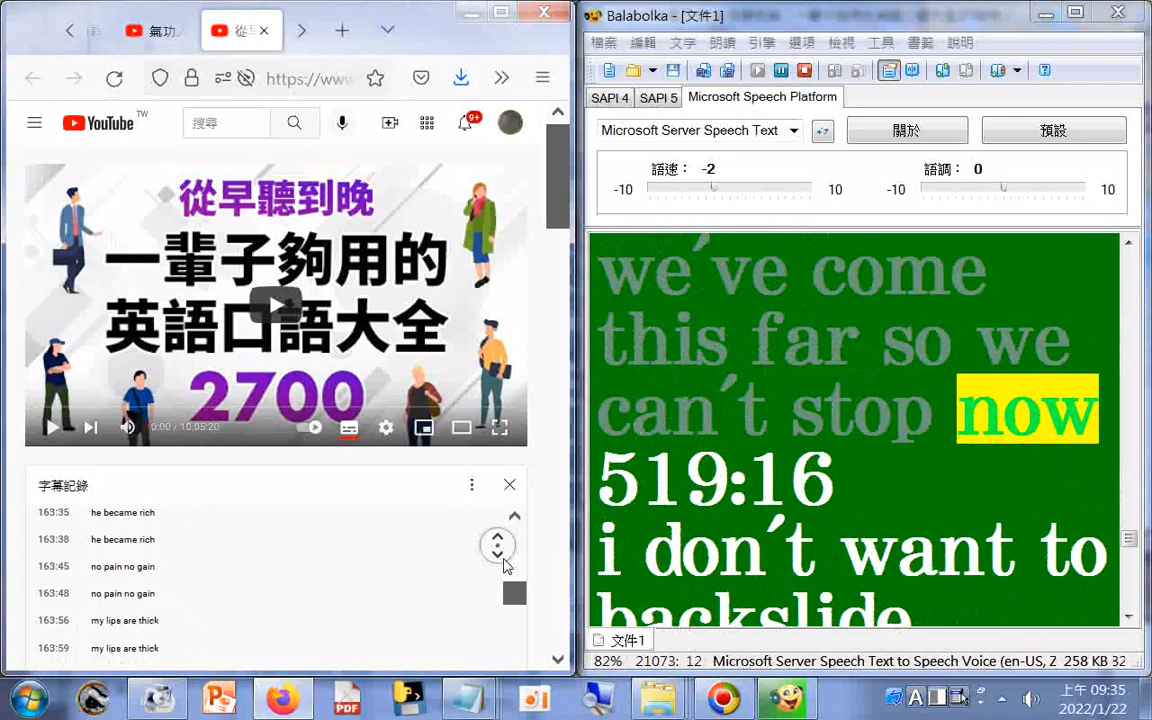 氣功
從
https://www
YouTube TW
搜尋
9+
從早聽到晚
一輩子夠用的
英語口語大全
2700
0:00 / 10:05:20
字幕記錄
163:35 he became rich
163:38 he became rich
163:45 no pain no gain
163:48 no pain no gain
163:56 my lips are thick
163:59 my lips are thick
Balabolka - [文件1]
檔案 編輯 文字 朗讀 引擎 選項 檢視 工具 書籤 說明
SAPI 4 SAPI 5 Microsoft Speech Platform
Microsoft Server Speech Text 關於 預設
語速： -2 語調： 0
-10 10 -10 10
we´ve come
this far so we
can´t stop now
519:16
i don´t want to
backslide
文件1
82% 21073: 12 Microsoft Server Speech Text to Speech Voice (en-US, Z 258 KB 32
PDF
A
上午 09:35
2022/1/22